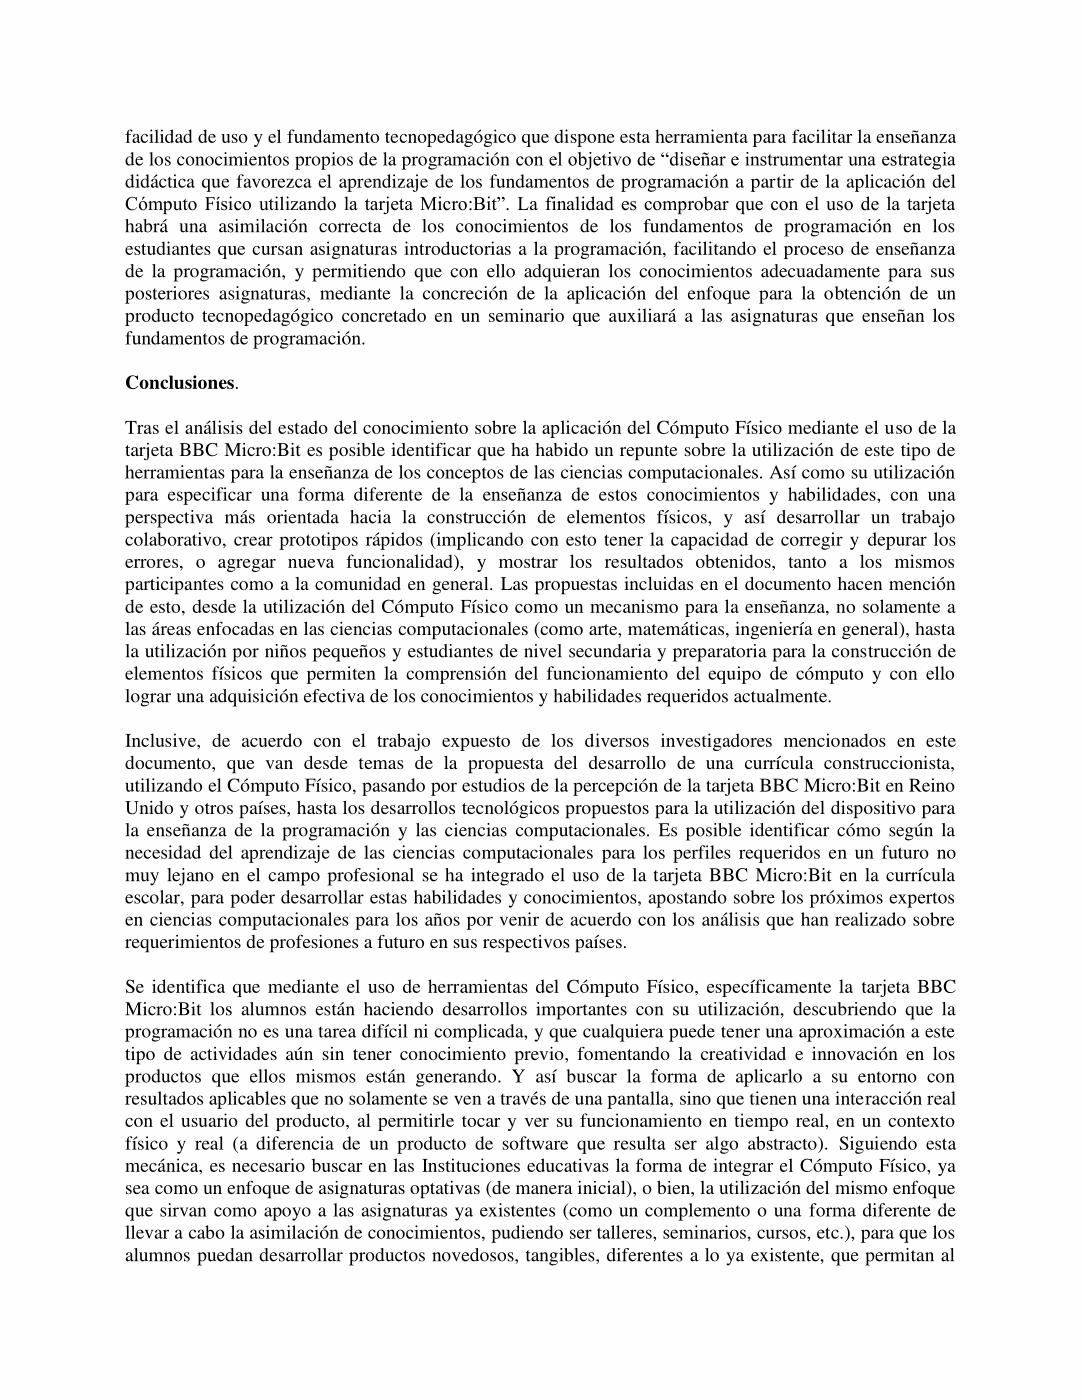 facilidad de uso y el fundamento tecnopedagógico que dispone esta herramienta para facilitar la enseñanza
de los conocimientos propios de la programación con el objetivo de “diseñar e instrumentar una estrategia
didáctica que favorezca el aprendizaje de los fundamentos de programación a partir de la aplicación del
Cómputo Físico utilizando la tarjeta Micro:Bit”. La finalidad es comprobar que con el uso de la tarjeta
habrá una asimilación correcta de los conocimientos de los fundamentos de programación en los
estudiantes que cursan asignaturas introductorias a la programación, facilitando el proceso de enseñanza
de la programación, y permitiendo que con ello adquieran los conocimientos adecuadamente para sus
posteriores asignaturas, mediante la concreción de la aplicación del enfoque para la obtención de un
producto tecnopedagógico concretado en un seminario que auxiliará a las asignaturas que enseñan los
fundamentos de programación.
Conclusiones.
Tras el análisis del estado del conocimiento sobre la aplicación del Cómputo Físico mediante el uso de la
tarjeta BBC Micro:Bit es posible identificar que ha habido un repunte sobre la utilización de este tipo de
herramientas para la enseñanza de los conceptos de las ciencias computacionales. Así como su utilización
para especificar una forma diferente de la enseñanza de estos conocimientos y habilidades, con una
perspectiva más orientada hacia la construcción de elementos físicos, y así desarrollar un trabajo
colaborativo, crear prototipos rápidos (implicando con esto tener la capacidad de corregir y depurar los
errores, o agregar nueva funcionalidad), y mostrar los resultados obtenidos, tanto a los mismos
participantes como a la comunidad en general. Las propuestas incluidas en el documento hacen mención
de esto, desde la utilización del Cómputo Físico como un mecanismo para la enseñanza, no solamente a
las áreas enfocadas en las ciencias computacionales (como arte, matemáticas, ingeniería en general), hasta
la utilización por niños pequeños y estudiantes de nivel secundaria y preparatoria para la construcción de
elementos físicos que permiten la comprensión del funcionamiento del equipo de cómputo y con ello
lograr una adquisición efectiva de los conocimientos y habilidades requeridos actualmente.
Inclusive, de acuerdo con el trabajo expuesto de los diversos investigadores mencionados en este
documento, que van desde temas de la propuesta del desarrollo de una currícula construccionista,
utilizando el Cómputo Físico, pasando por estudios de la percepción de la tarjeta BBC Micro:Bit en Reino
Unido y otros países, hasta los desarrollos tecnológicos propuestos para la utilización del dispositivo para
la enseñanza de la programación y las ciencias computacionales. Es posible identificar cómo según la
necesidad del aprendizaje de las ciencias computacionales para los perfiles requeridos en un futuro no
muy lejano en el campo profesional se ha integrado el uso de la tarjeta BBC Micro:Bit en la currícula
escolar, para poder desarrollar estas habilidades y conocimientos, apostando sobre los próximos expertos
en ciencias computacionales para los años por venir de acuerdo con los análisis que han realizado sobre
requerimientos de profesiones a futuro en sus respectivos países.
Se identifica que mediante el uso de herramientas del Cómputo Físico, específicamente la tarjeta BBC
Micro:Bit los alumnos están haciendo desarrollos importantes con su utilización, descubriendo que la
programación no es una tarea difícil ni complicada, y que cualquiera puede tener una aproximación a este
tipo de actividades aún sin tener conocimiento previo, fomentando la creatividad e innovación en los
productos que ellos mismos están generando. Y así buscar la forma de aplicarlo a su entorno con
resultados aplicables que no solamente se ven a través de una pantalla, sino que tienen una interacción real
con el usuario del producto, al permitirle tocar y ver su funcionamiento en tiempo real, en un contexto
físico y real (a diferencia de un producto de software que resulta ser algo abstracto). Siguiendo esta
mecánica, es necesario buscar en las Instituciones educativas la forma de integrar el Cómputo Físico, ya
sea como un enfoque de asignaturas optativas (de manera inicial), o bien, la utilización del mismo enfoque
que sirvan como apoyo a las asignaturas ya existentes (como un complemento o una forma diferente de
llevar a cabo la asimilación de conocimientos, pudiendo ser talleres, seminarios, cursos, etc.), para que los
alumnos puedan desarrollar productos novedosos, tangibles, diferentes a lo ya existente, que permitan al